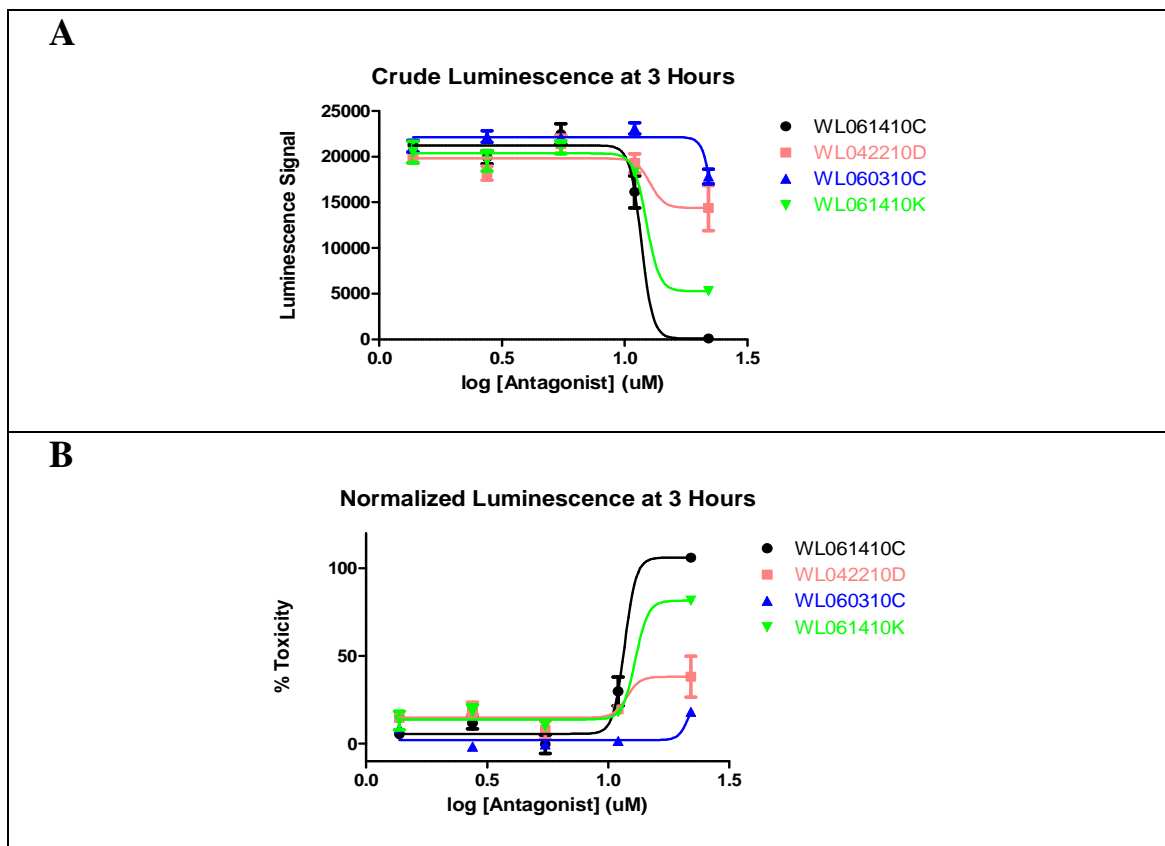 A
Crude Luminescence at 3 Hours
25000
20000
15000
10000
5000
0
Luminescence Signal
0.0 0.5 1.0 1.5
log [Antagonist] (uM)
WL061410C
WL042210D
WL060310C
WL061410K
B
Normalized Luminescence at 3 Hours
100
50
0
% Toxicity
0.0 0.5 1.0 1.5
log [Antagonist] (uM)
WL061410C
WL042210D
WL060310C
WL061410K